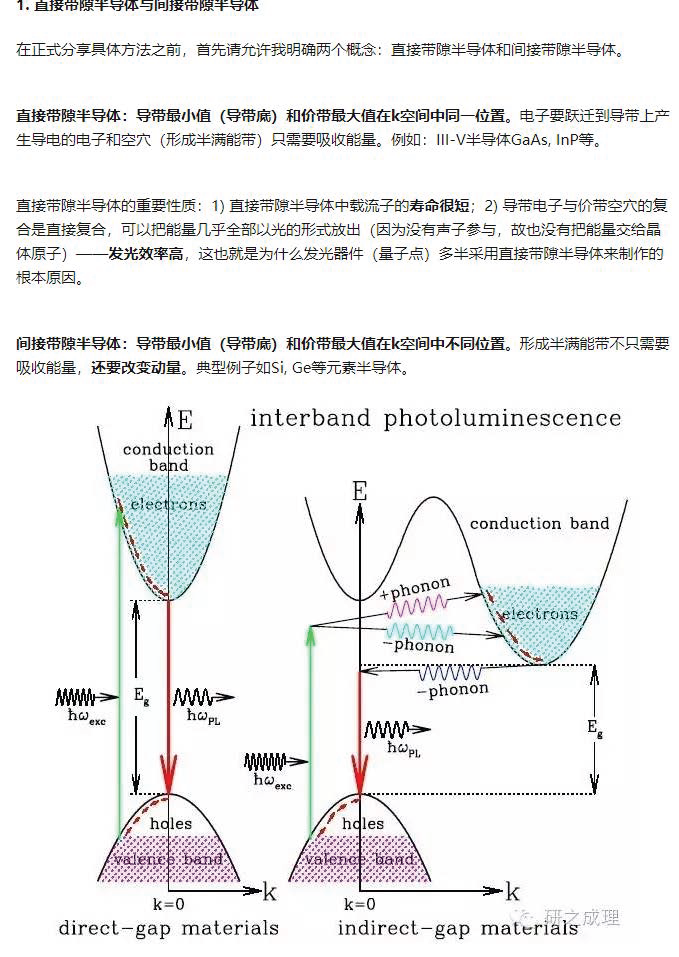 1. 直接带隙半导体与间接带隙半导体
在正式分享具体方法之前，首先请允许我明确两个概念：直接带隙半导体和间接带隙半导体。
直接带隙半导体：导带最小值（导带底）和价带最大值在k空间中同一位置。电子要跃迁到导带上产
生导电的电子和空穴（形成半满能带）只需要吸收能量。例如：III-V半导体GaAs, InP等。
直接带隙半导体的重要性质：1) 直接带隙半导体中载流子的寿命很短；2) 导带电子与价带空穴的复
合是直接复合，可以把能量几乎全部以光的形式放出（因为没有声子参与，故也没有把能量交给晶
体原子）——发光效率高，这也就是为什么发光器件（量子点）多半采用直接带隙半导体来制作的
根本原因。
间接带隙半导体：导带最小值（导带底）和价带最大值在k空间中不同位置。形成半满能带不只需要
吸收能量，还要改变动量。典型例子如Si, Ge等元素半导体。
interband photoluminescence
E
conduction
band
electrons
E_g
ħω_exc
ħω_PL
holes
valence band
k
k=0
direct-gap materials
E
conduction band
+phonon
electrons
−phonon
−phonon
E_g
ħω_PL
ħω_exc
holes
valence band
k
k=0
indirect-gap materials
研之成理